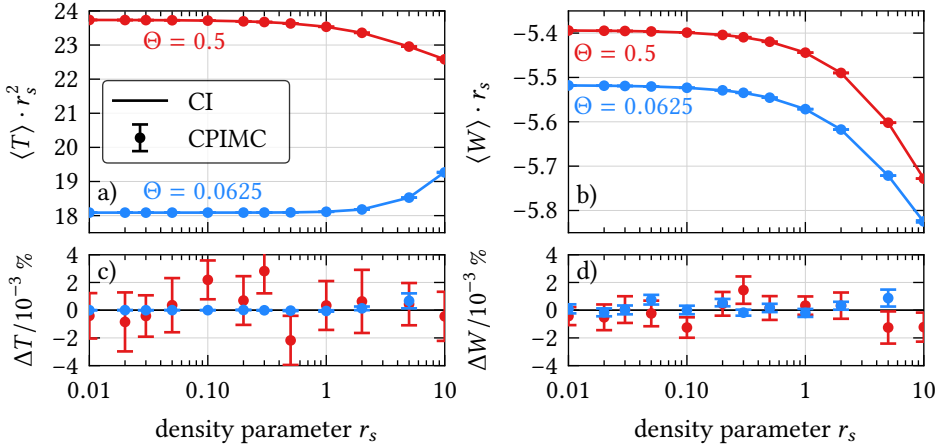 24
23
22
21
20
19
18
⟨T⟩ · r_s^2
Θ = 0.5
CI
CPIMC
Θ = 0.0625
a)
−5.4
−5.5
−5.6
−5.7
−5.8
⟨W⟩ · r_s
Θ = 0.5
Θ = 0.0625
b)
4
2
0
−2
−4
ΔT/10^{−3} %
c)
0.01
0.10
1
10
density parameter r_s
4
2
0
−2
−4
ΔW/10^{−3} %
d)
0.01
0.10
1
10
density parameter r_s